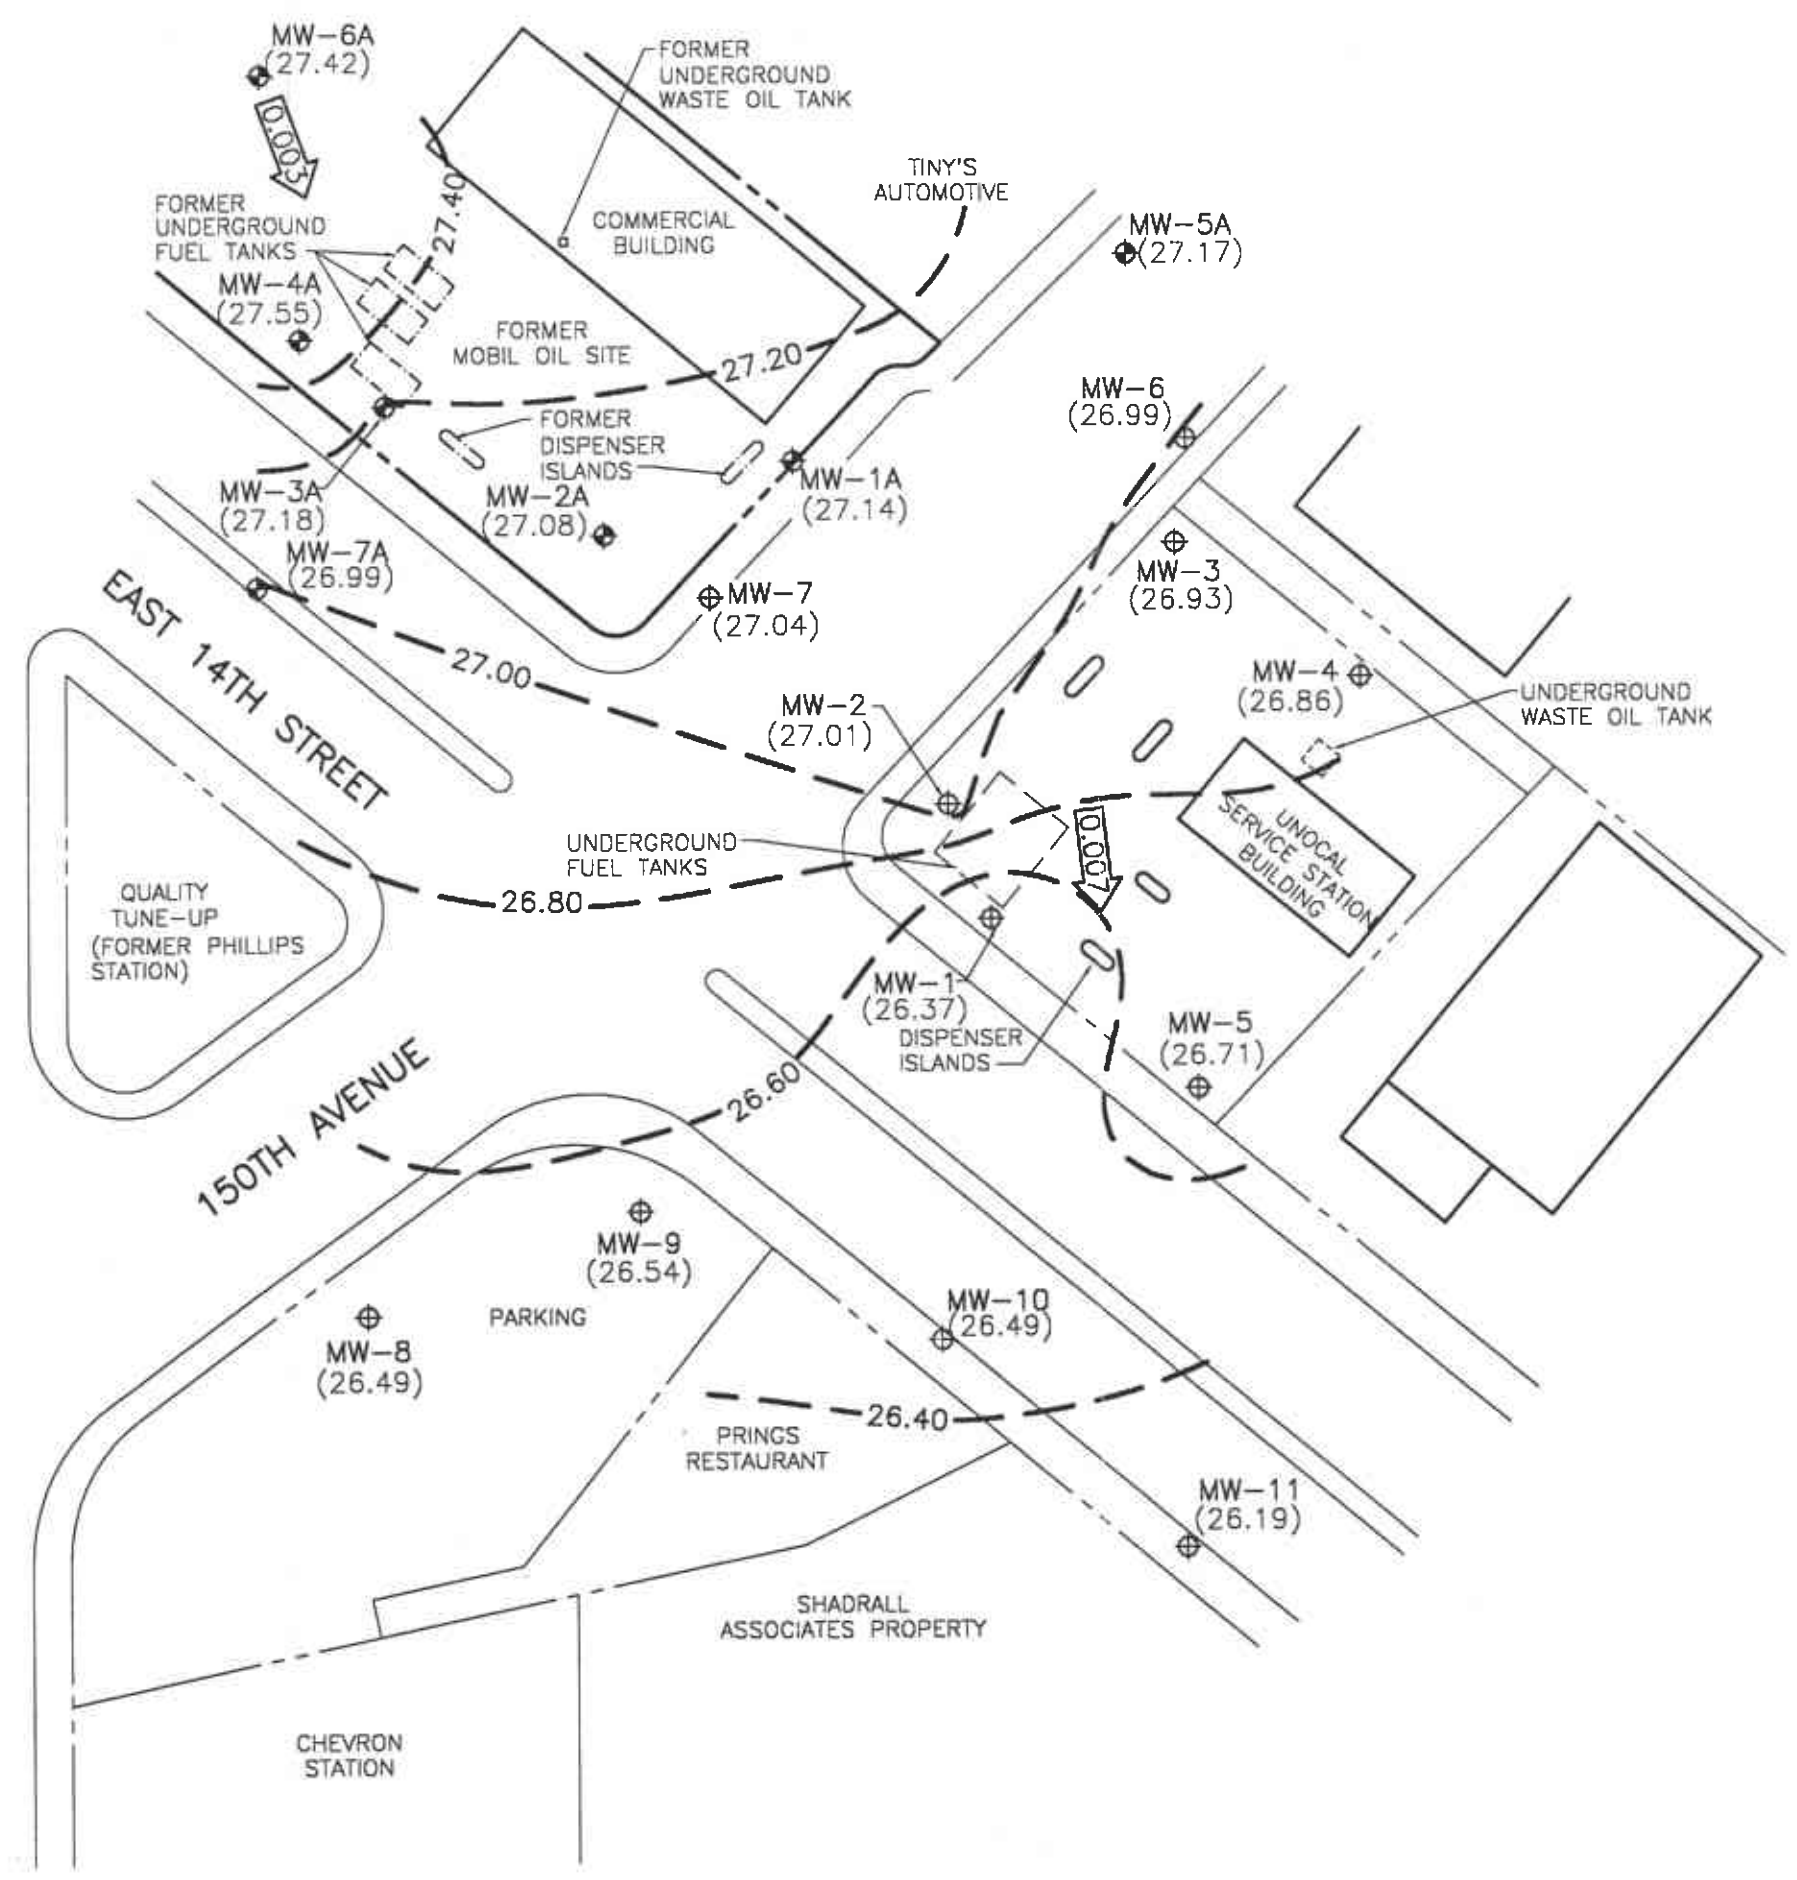 MW-6A
(27.42)
0.003
FORMER
UNDERGROUND
WASTE OIL TANK
TINY'S
AUTOMOTIVE
COMMERCIAL
BUILDING
FORMER
UNDERGROUND
FUEL TANKS
27.40
MW-5A
(27.17)
MW-4A
(27.55)
FORMER
MOBIL OIL SITE
27.20
FORMER
DISPENSER
ISLANDS
MW-6
(26.99)
MW-3A
(27.18)
MW-2A
(27.08)
MW-1A
(27.14)
MW-7A
(26.99)
MW-7
(27.04)
MW-3
(26.93)
EAST 14TH STREET
27.00
MW-2
(27.01)
MW-4
(26.86)
UNDERGROUND
WASTE OIL TANK
UNDERGROUND
FUEL TANKS
0.007
UNOCAL
SERVICE STATION
BUILDING
26.80
QUALITY
TUNE-UP
(FORMER PHILLIPS
STATION)
MW-1
(26.37)
DISPENSER
ISLANDS
MW-5
(26.71)
150TH AVENUE
26.60
MW-9
(26.54)
PARKING
MW-8
(26.49)
MW-10
(26.49)
26.40
PRINGS
RESTAURANT
MW-11
(26.19)
SHADRALL
ASSOCIATES PROPERTY
CHEVRON
STATION